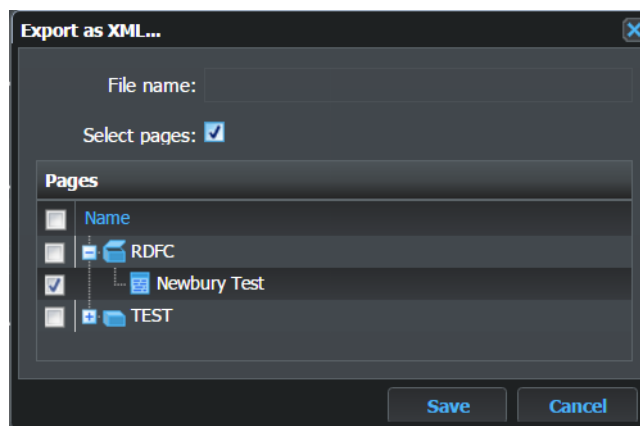 Export as XML...
File name:
Select pages:
Pages
Name
RDFC
Newbury Test
TEST
Save Cancel